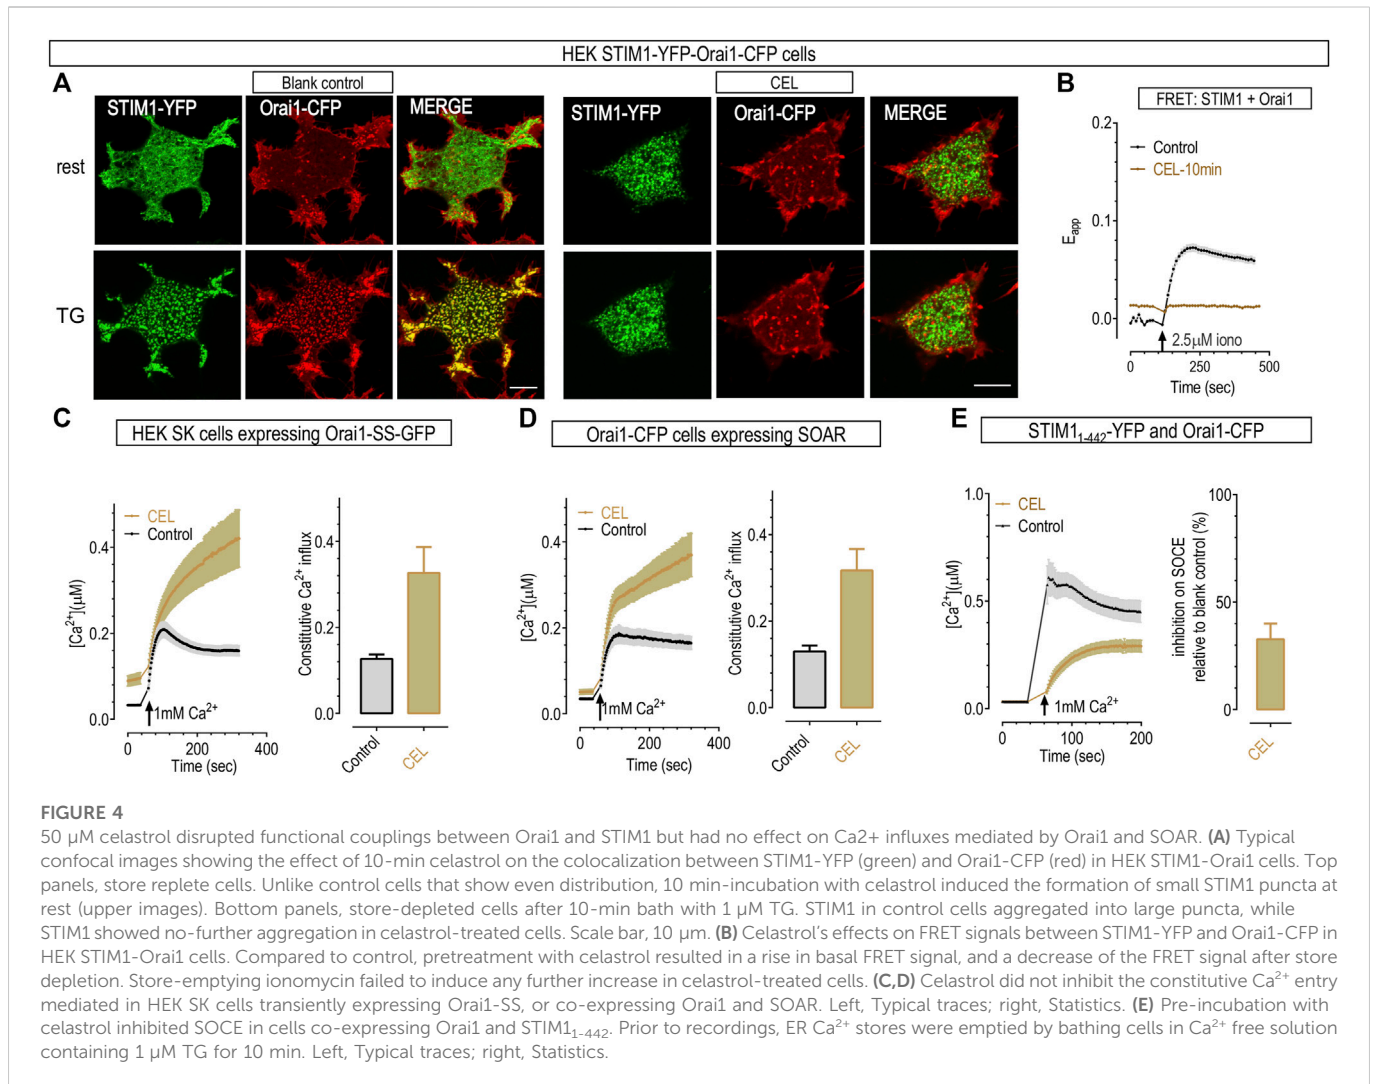 HEK STIM1-YFP-Orai1-CFP cells
A
Blank control
CEL
STIM1-YFP
Orai1-CFP
MERGE
STIM1-YFP
Orai1-CFP
MERGE
rest
TG
B
FRET: STIM1 + Orai1
0.2
0.1
0.0
E_app
Control
CEL-10min
2.5μM iono
0
250
500
Time (sec)
C
HEK SK cells expressing Orai1-SS-GFP
CEL
Control
0.4
0.2
0.0
[Ca²⁺](μM)
1mM Ca²⁺
0
200
400
Time (sec)
0.4
0.2
0.0
Constitutive Ca²⁺ influx
Control
CEL
D
Orai1-CFP cells expressing SOAR
CEL
Control
0.4
0.2
0.0
[Ca²⁺](μM)
1mM Ca²⁺
0
200
400
Time (sec)
0.4
0.2
0.0
Constitutive Ca²⁺ influx
Control
CEL
E
STIM1₁₋₄₄₂-YFP and Orai1-CFP
CEL
Control
1.0
0.5
0.0
[Ca²⁺](μM)
1mM Ca²⁺
0
100
200
Time (sec)
100
50
0
inhibition on SOCE
relative to blank control (%)
CEL
FIGURE 4
50 μM celastrol disrupted functional couplings between Orai1 and STIM1 but had no effect on Ca2+ influxes mediated by Orai1 and SOAR. (A) Typical
confocal images showing the effect of 10-min celastrol on the colocalization between STIM1-YFP (green) and Orai1-CFP (red) in HEK STIM1-Orai1 cells. Top
panels, store replete cells. Unlike control cells that show even distribution, 10 min-incubation with celastrol induced the formation of small STIM1 puncta at
rest (upper images). Bottom panels, store-depleted cells after 10-min bath with 1 μM TG. STIM1 in control cells aggregated into large puncta, while
STIM1 showed no-further aggregation in celastrol-treated cells. Scale bar, 10 μm. (B) Celastrol's effects on FRET signals between STIM1-YFP and Orai1-CFP in
HEK STIM1-Orai1 cells. Compared to control, pretreatment with celastrol resulted in a rise in basal FRET signal, and a decrease of the FRET signal after store
depletion. Store-emptying ionomycin failed to induce any further increase in celastrol-treated cells. (C,D) Celastrol did not inhibit the constitutive Ca²⁺ entry
mediated in HEK SK cells transiently expressing Orai1-SS, or co-expressing Orai1 and SOAR. Left, Typical traces; right, Statistics. (E) Pre-incubation with
celastrol inhibited SOCE in cells co-expressing Orai1 and STIM1₁₋₄₄₂. Prior to recordings, ER Ca²⁺ stores were emptied by bathing cells in Ca²⁺ free solution
containing 1 μM TG for 10 min. Left, Typical traces; right, Statistics.